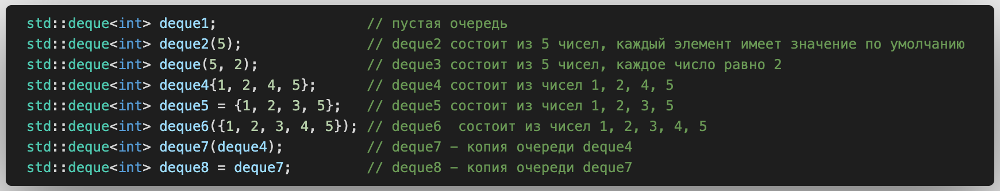 std::deque<int> deque1;                  // пустая очередь
std::deque<int> deque2(5);               // deque2 состоит из 5 чисел, каждый элемент имеет значение по умолчанию
std::deque<int> deque(5, 2);             // deque3 состоит из 5 чисел, каждое число равно 2
std::deque<int> deque4{1, 2, 4, 5};      // deque4 состоит из чисел 1, 2, 4, 5
std::deque<int> deque5 = {1, 2, 3, 5};   // deque5 состоит из чисел 1, 2, 3, 5
std::deque<int> deque6({1, 2, 3, 4, 5}); // deque6  состоит из чисел 1, 2, 3, 4, 5
std::deque<int> deque7(deque4);          // deque7 – копия очереди deque4
std::deque<int> deque8 = deque7;         // deque8 – копия очереди deque7